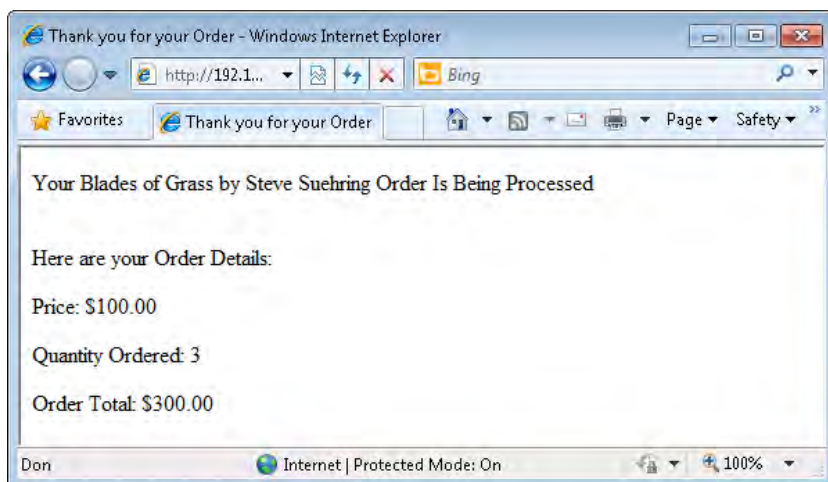 Thank you for your Order - Windows Internet Explorer
http://192.1...
Bing
Favorites
Thank you for your Order
Page
Safety
Your Blades of Grass by Steve Suehring Order Is Being Processed
Here are your Order Details:
Price: $100.00
Quantity Ordered: 3
Order Total: $300.00
Don
Internet | Protected Mode: On
100%